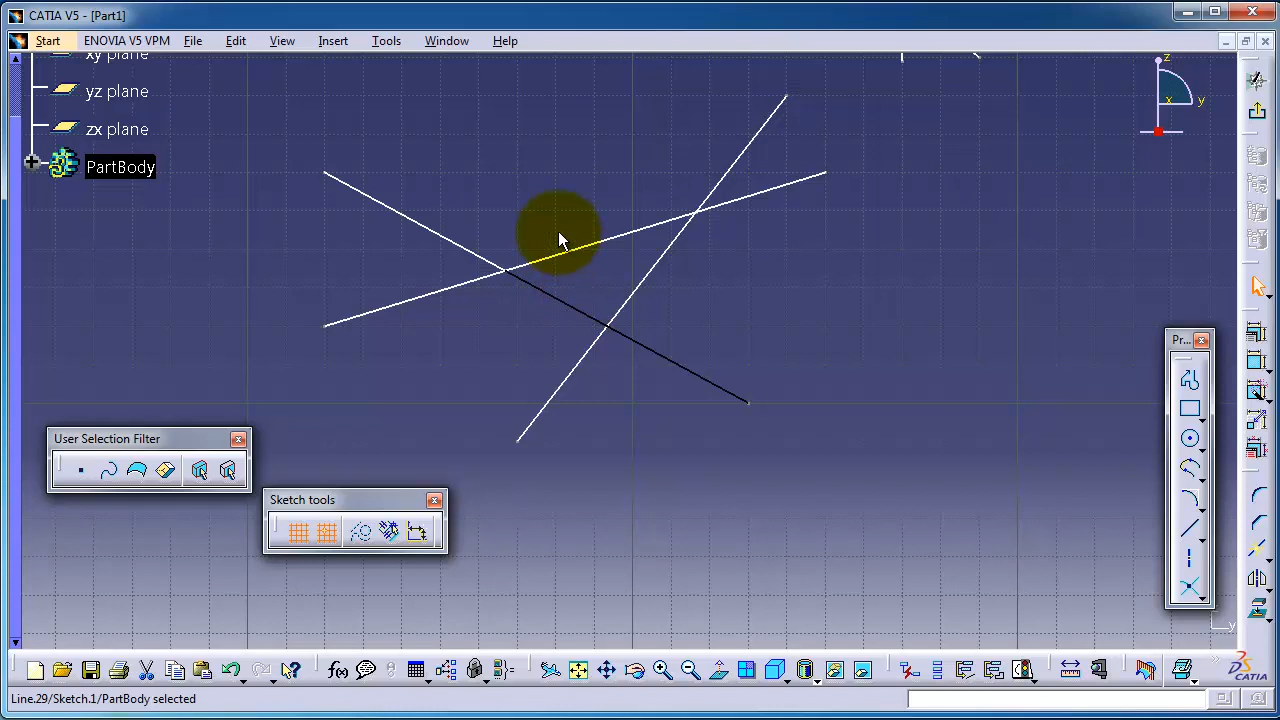 CATIA V5 - [Part1]
Start ENOVIA V5 VPM File Edit View Insert Tools Window Help
xy plane
yz plane
zx plane
PartBody
z
x y
Pr...
User Selection Filter
Sketch tools
y
f(x)
CATIA
Line.29/Sketch.1/PartBody selected